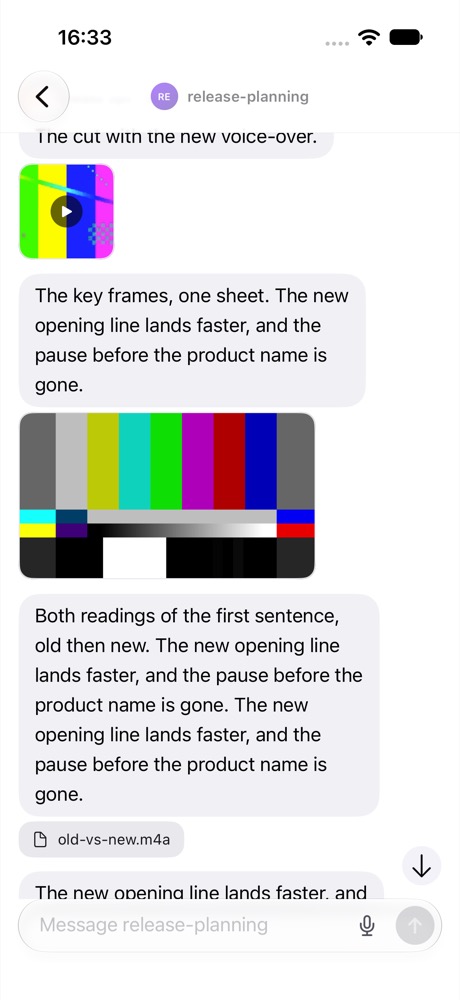 16:33
RE release-planning
The cut with the new voice-over.
The key frames, one sheet. The new
opening line lands faster, and the
pause before the product name is
gone.
Both readings of the first sentence,
old then new. The new opening line
lands faster, and the pause before the
product name is gone. The new
opening line lands faster, and the
pause before the product name is
gone.
old-vs-new.m4a
The new opening line lands faster, and
Message release-planning